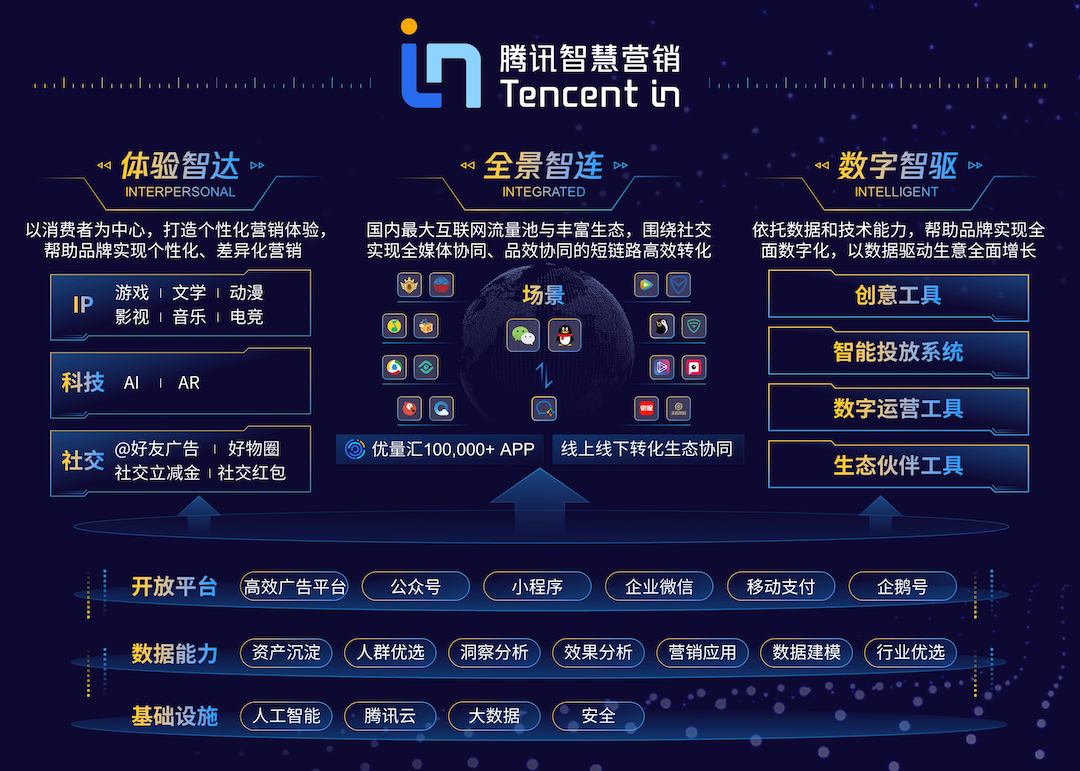 腾讯智慧营销
Tencent in
体验智达
INTERPERSONAL
以消费者为中心，打造个性化营销体验，
帮助品牌实现个性化、差异化营销
IP
游戏 | 文学 | 动漫
影视 | 音乐 | 电竞
科技
AI | AR
社交
@好友广告 | 好物圈
社交立减金 | 社交红包
全景智连
INTEGRATED
国内最大互联网流量池与丰富生态，围绕社交
实现全媒体协同、品效协同的短链路高效转化
场景
优量汇100,000+ APP
线上线下转化生态协同
数字智驱
INTELLIGENT
依托数据和技术能力，帮助品牌实现全
面数字化，以数据驱动生意全面增长
创意工具
智能投放系统
数字运营工具
生态伙伴工具
开放平台 高效广告平台 公众号 小程序 企业微信 移动支付 企鹅号
数据能力 资产沉淀 人群优选 洞察分析 效果分析 营销应用 数据建模 行业优选
基础设施 人工智能 腾讯云 大数据 安全